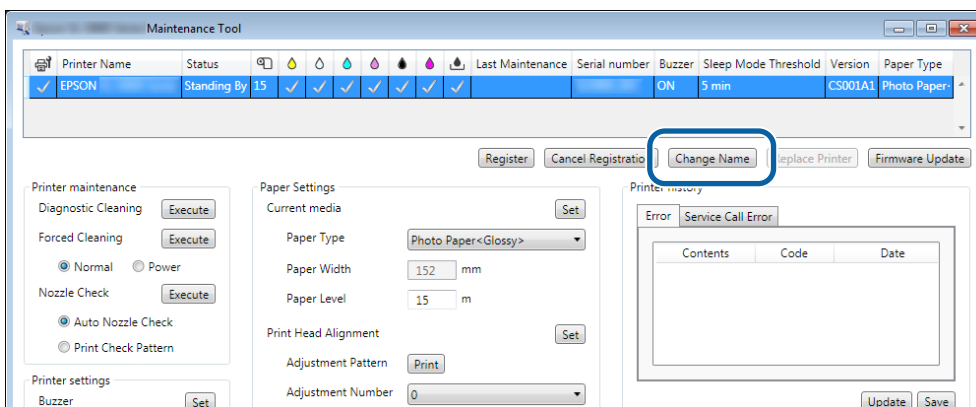 Maintenance Tool
Printer Name Status Last Maintenance Serial number Buzzer Sleep Mode Threshold Version Paper Type
EPSON Standing By 15 ON 5 min CS001A1 Photo Paper-
Register Cancel Registration Change Name Replace Printer Firmware Update
Printer maintenance
Diagnostic Cleaning Execute
Forced Cleaning Execute
Normal Power
Nozzle Check Execute
Auto Nozzle Check
Print Check Pattern
Printer settings
Buzzer Set
Paper Settings
Current media Set
Paper Type Photo Paper<Glossy>
Paper Width 152 mm
Paper Level 15 m
Print Head Alignment Set
Adjustment Pattern Print
Adjustment Number 0
Printer history
Error Service Call Error
Contents Code Date
Update Save